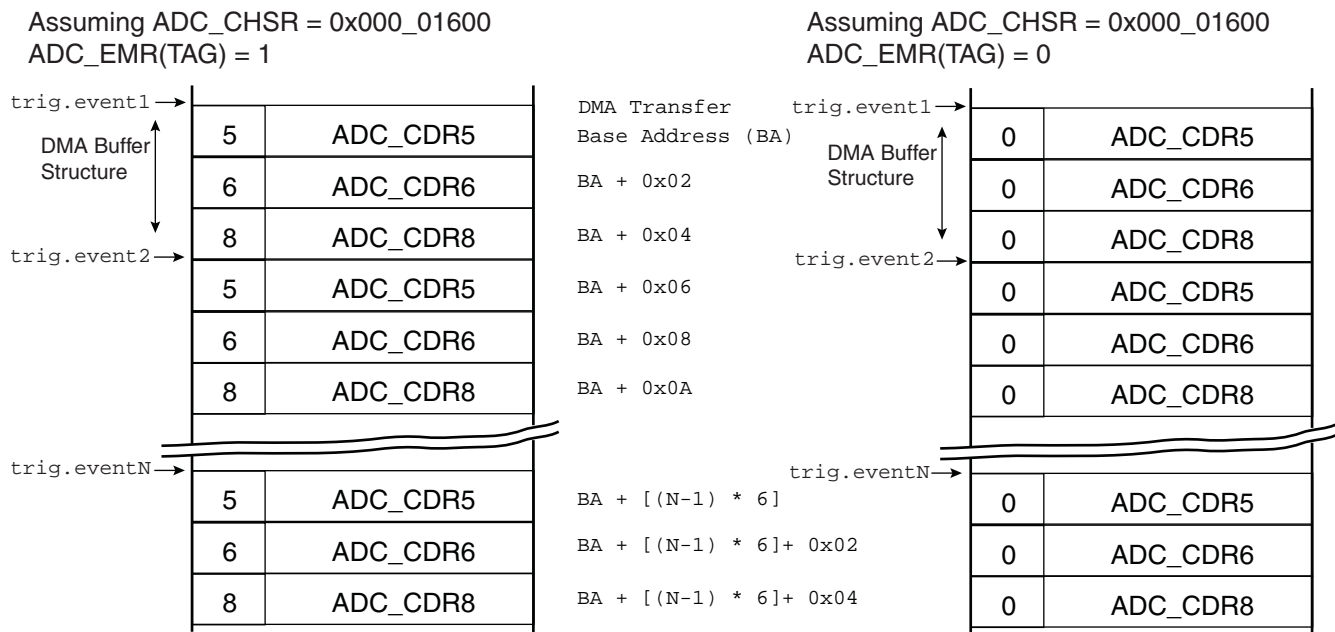 Assuming ADC_CHSR = 0x000_01600
ADC_EMR(TAG) = 1
trig.event1
DMA Buffer
Structure
5 ADC_CDR5
6 ADC_CDR6
8 ADC_CDR8
trig.event2
5 ADC_CDR5
6 ADC_CDR6
8 ADC_CDR8
trig.eventN
5 ADC_CDR5
6 ADC_CDR6
8 ADC_CDR8
DMA Transfer
Base Address (BA)
BA + 0x02
BA + 0x04
BA + 0x06
BA + 0x08
BA + 0x0A
BA + [(N-1) * 6]
BA + [(N-1) * 6]+ 0x02
BA + [(N-1) * 6]+ 0x04
Assuming ADC_CHSR = 0x000_01600
ADC_EMR(TAG) = 0
trig.event1
DMA Buffer
Structure
0 ADC_CDR5
0 ADC_CDR6
0 ADC_CDR8
trig.event2
0 ADC_CDR5
0 ADC_CDR6
0 ADC_CDR8
trig.eventN
0 ADC_CDR5
0 ADC_CDR6
0 ADC_CDR8